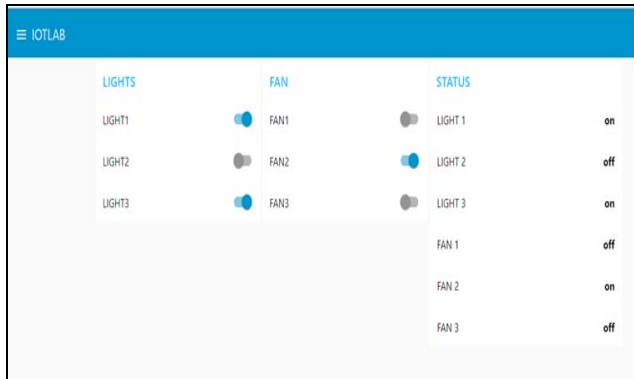 IOTLAB
LIGHTS
LIGHT1
LIGHT2
LIGHT3
FAN
FAN1
FAN2
FAN3
STATUS
LIGHT 1 on
LIGHT 2 off
LIGHT 3 on
FAN 1 off
FAN 2 on
FAN 3 off